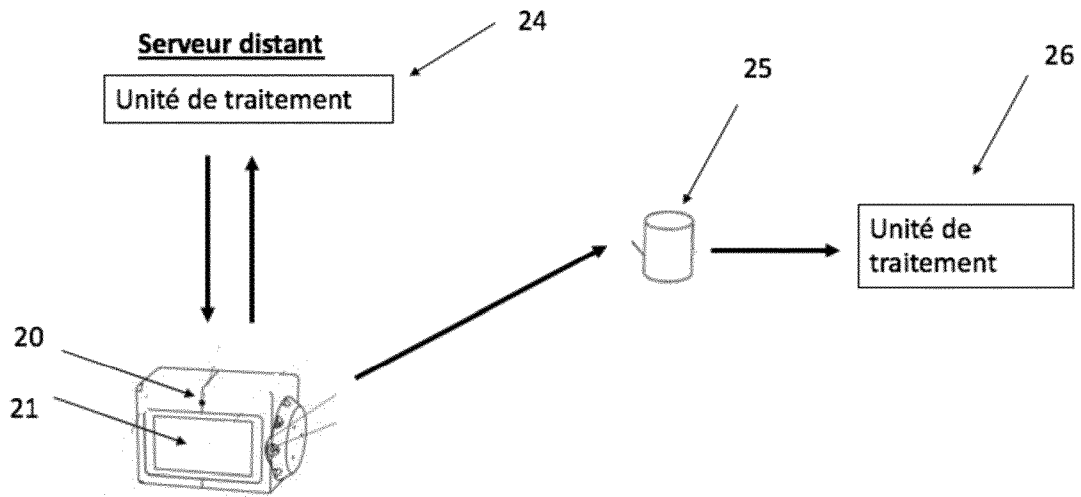 Serveur distant
24
Unité de traitement
25
26
Unité de
traitement
20
21